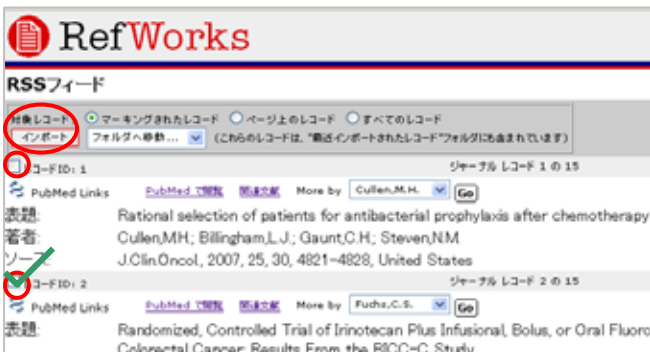 RefWorks
RSSフィード
対象レコード マーキングされたレコード ページ上のレコード すべてのレコード
インポート フォルダへ移動... (これらのレコードは、"最近インポートされたレコード"フォルダにも含まれています)
レコードID: 1 ジャーナル レコード 1 の 15
PubMed Links PubMed で閲覧 関連文献 More by Cullen,M.H. Go
表題: Rational selection of patients for antibacterial prophylaxis after chemotherapy
著者: Cullen,M.H.; Billingham,L.J.; Gaunt,C.H.; Steven,N.M
ソース: J.Clin.Oncol, 2007, 25, 30, 4821-4828, United States
レコードID: 2 ジャーナル レコード 2 の 15
PubMed Links PubMed で閲覧 関連文献 More by Fuchs,C.S. Go
表題: Randomized, Controlled Trial of Irinotecan Plus Infusional, Bolus, or Oral Fluoro
Colorectal Cancer: Results From the BICC-C Study